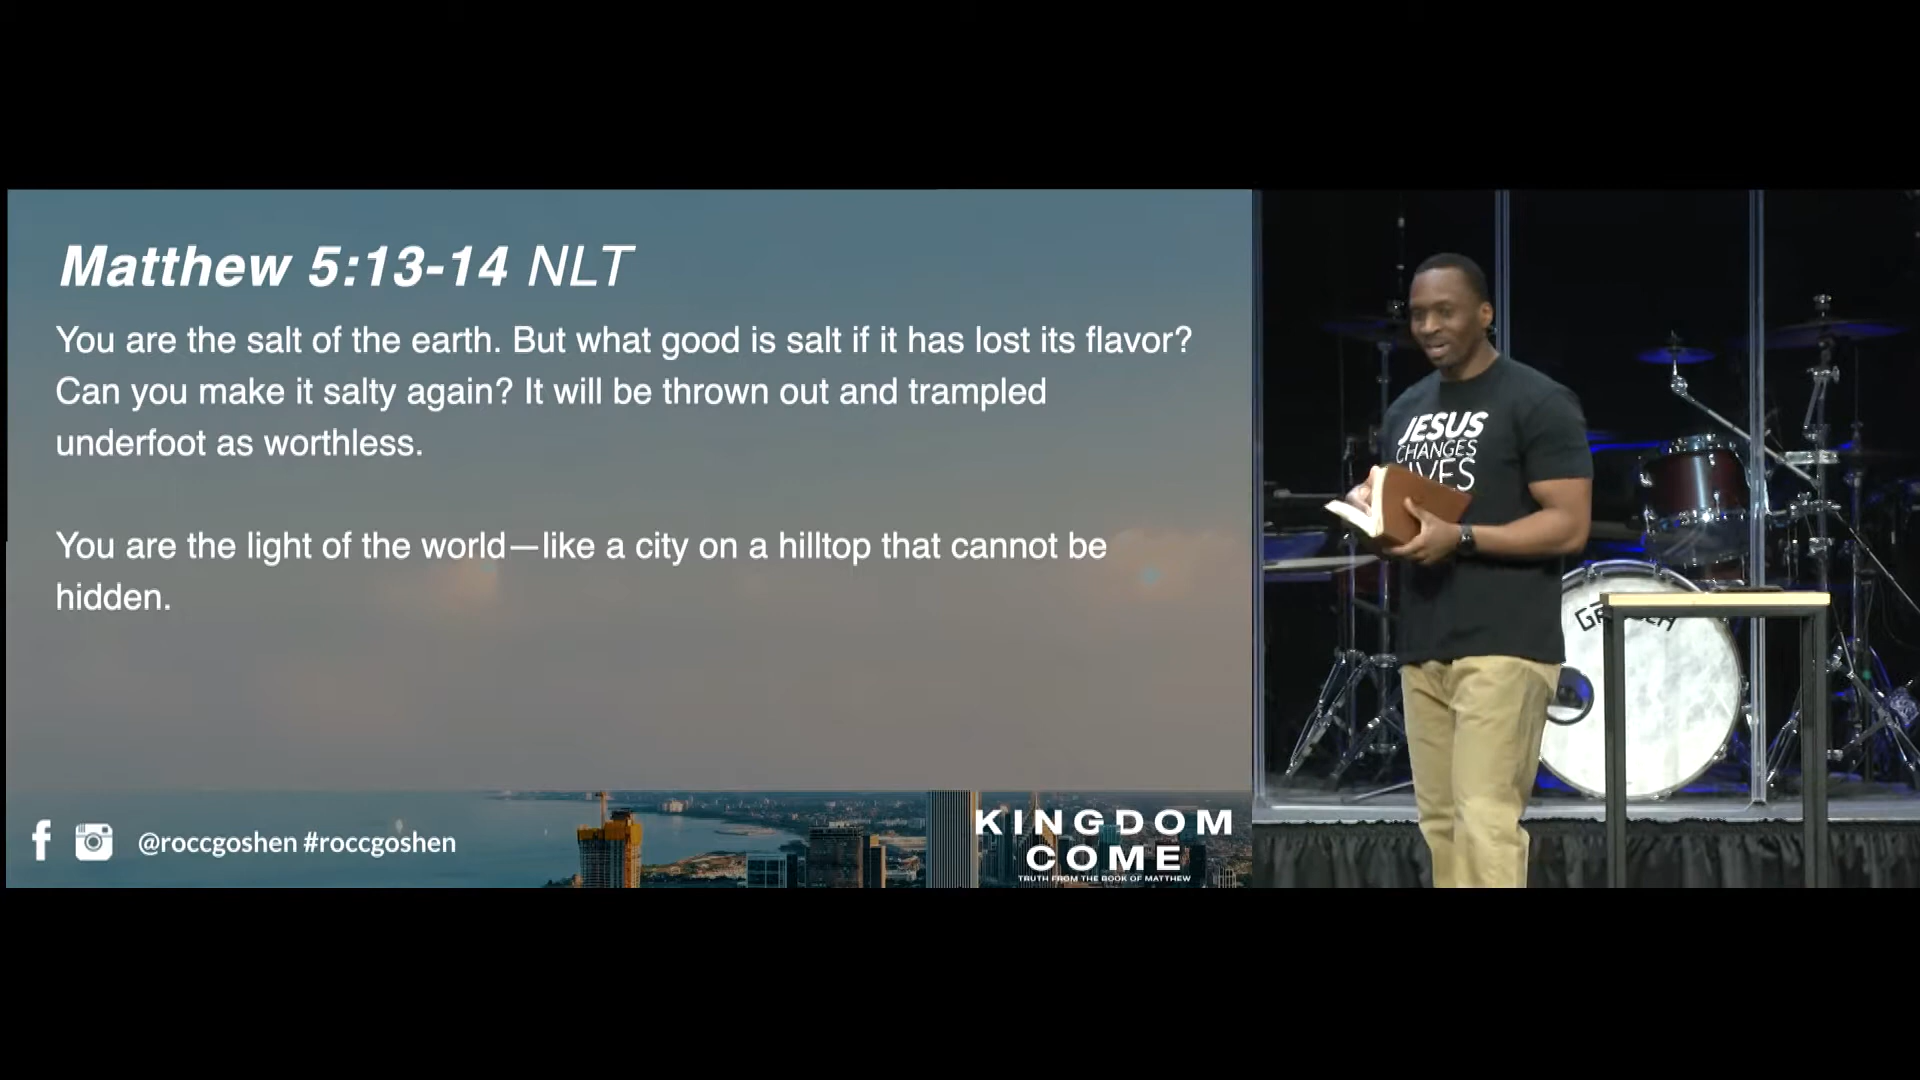 Matthew 5:13-14 NLT
You are the salt of the earth. But what good is salt if it has lost its flavor?
Can you make it salty again? It will be thrown out and trampled
underfoot as worthless.
You are the light of the world—like a city on a hilltop that cannot be
hidden.
@roccgoshen #roccgoshen
KINGDOM
COME
TRUTH FROM THE BOOK OF MATTHEW
JESUS
CHANGES